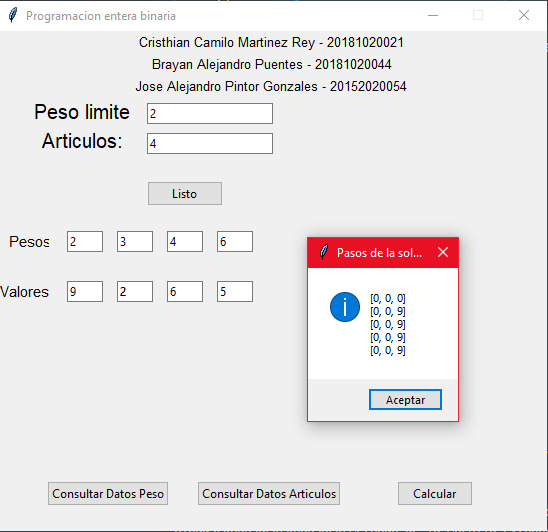 Programacion entera binaria
Cristhian Camilo Martinez Rey - 20181020021
Brayan Alejandro Puentes - 20181020044
Jose Alejandro Pintor Gonzales - 20152020054
Peso limite 2
Articulos: 4
Listo
Pesos 2 3 4 6
Valores 9 2 6 5
Pasos de la sol...
[0, 0, 0]
[0, 0, 9]
[0, 0, 9]
[0, 0, 9]
[0, 0, 9]
Aceptar
Consultar Datos Peso Consultar Datos Articulos Calcular